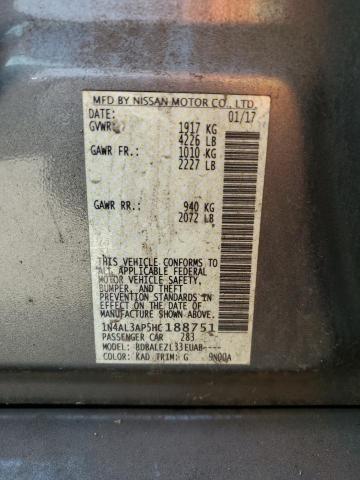 MFD BY NISSAN MOTOR CO., LTD.
DATE: 01/17
GVWR: 1917 KG
4226 LB
GAWR FR.: 1010 KG
2227 LB
GAWR RR.: 940 KG
2072 LB
THIS VEHICLE CONFORMS TO
ALL APPLICABLE FEDERAL
MOTOR VEHICLE SAFETY,
BUMPER, AND THEFT
PREVENTION STANDARDS IN
EFFECT ON THE DATE OF
MANUFACTURE SHOWN
ABOVE.
1N4AL3AP5HC188751
PASSENGER CAR 283
MODEL: BDBALEZL33EUAB-----
COLOR: KAD TRIM: G 9N00A